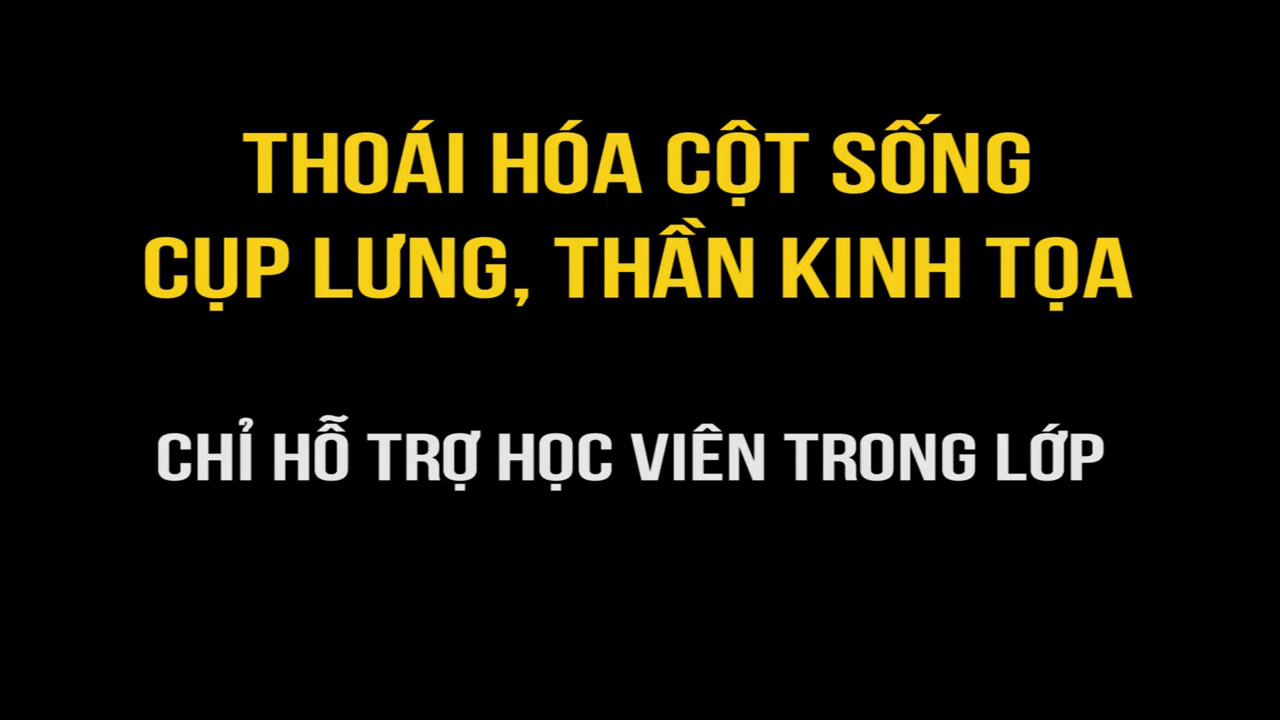 THOÁI HÓA CỘT SỐNG
CỤP LƯNG, THẦN KINH TỌA
CHỈ HỖ TRỢ HỌC VIÊN TRONG LỚP